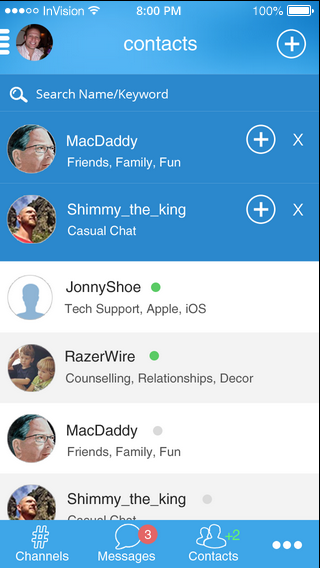 InVision 8:00 PM 100%
contacts
Search Name/Keyword
MacDaddy X
Friends, Family, Fun
Shimmy_the_king X
Casual Chat
JonnyShoe
Tech Support, Apple, iOS
RazerWire
Counselling, Relationships, Decor
MacDaddy
Friends, Family, Fun
Shimmy_the_king
Casual Chat
# 3 +2
Channels Messages Contacts